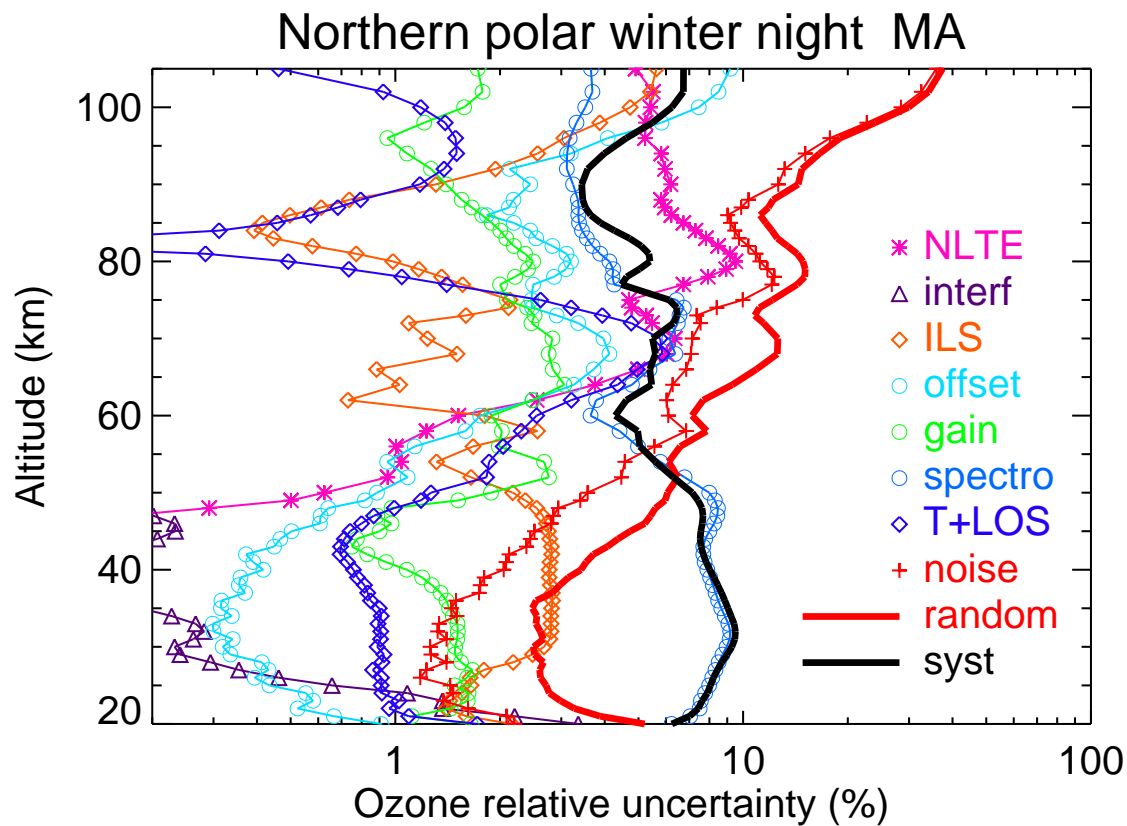 Northern polar winter night MA
Altitude (km)
100
80
60
40
20
NLTE
interf
ILS
offset
gain
spectro
T+LOS
noise
random
syst
1 10 100
Ozone relative uncertainty (%)